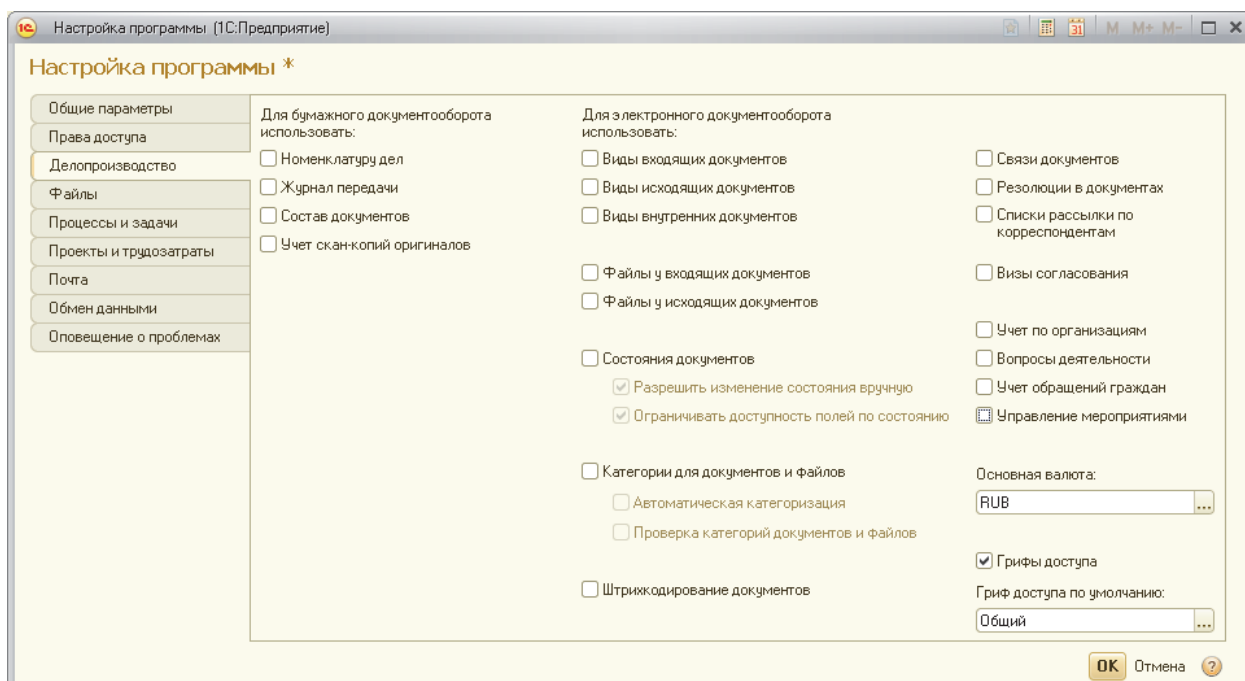 1С Настройка программы (1С:Предприятие)
31 M M+ M-
Настройка программы *
Общие параметры
Права доступа
Делопроизводство
Файлы
Процессы и задачи
Проекты и трудозатраты
Почта
Обмен данными
Оповещение о проблемах
Для бумажного документооборота
использовать:
Номенклатуру дел
Журнал передачи
Состав документов
Учет скан-копий оригиналов
Для электронного документооборота
использовать:
Виды входящих документов
Виды исходящих документов
Виды внутренних документов
Файлы у входящих документов
Файлы у исходящих документов
Состояния документов
Разрешить изменение состояния вручную
Ограничивать доступность полей по состоянию
Категории для документов и файлов
Автоматическая категоризация
Проверка категорий документов и файлов
Штрихкодирование документов
Связи документов
Резолюции в документах
Списки рассылки по
корреспондентам
Визы согласования
Учет по организациям
Вопросы деятельности
Учет обращений граждан
Управление мероприятиями
Основная валюта:
RUB ...
Грифы доступа
Гриф доступа по умолчанию:
Общий ...
OK Отмена ?